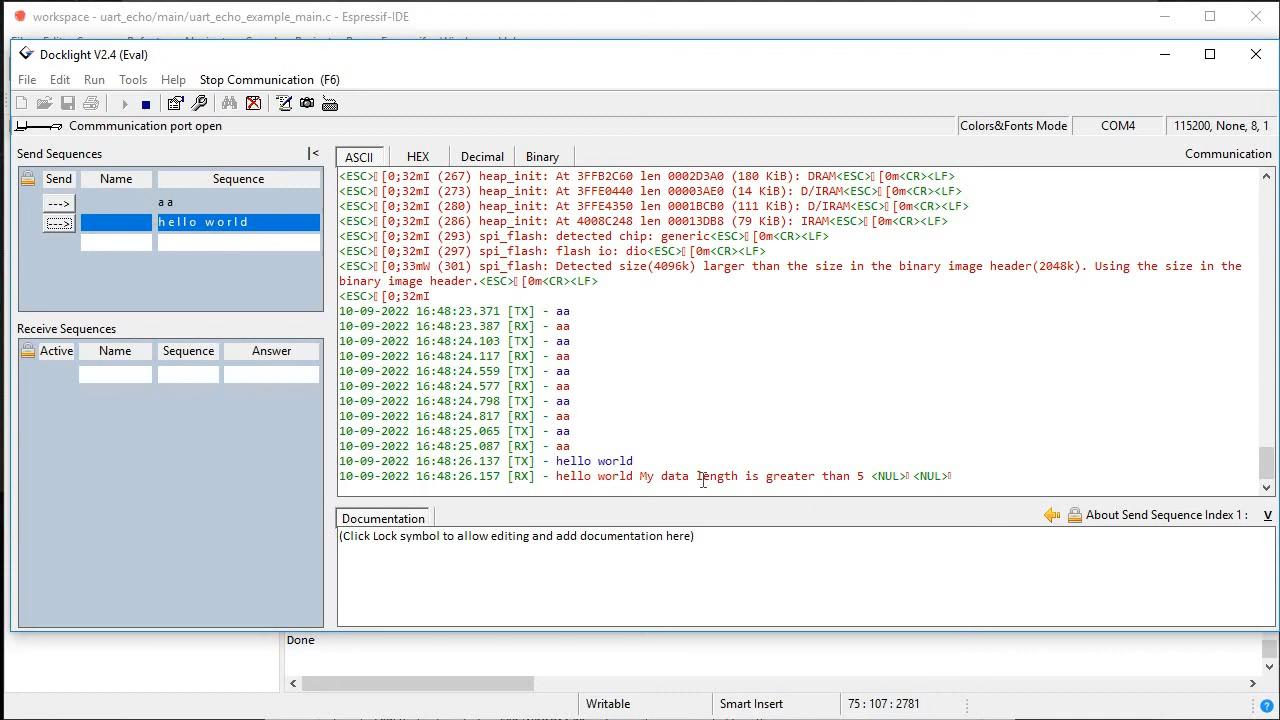 workspace - uart_echo/main/uart_echo_example_main.c - Espressif-IDE
Docklight V2.4 (Eval)
File Edit Run Tools Help Stop Communication (F6)
Commmunication port open
Colors&Fonts Mode COM4 115200, None, 8, 1
Send Sequences |<
ASCII HEX Decimal Binary
Communication
Send Name Sequence
---> a a
---> h e l l o w o r l d
Receive Sequences
Active Name Sequence Answer
<ESC>[0;32mI (267) heap_init: At 3FFB2C60 len 0002D3A0 (180 KiB): DRAM<ESC>[0m<CR><LF>
<ESC>[0;32mI (273) heap_init: At 3FFE0440 len 00003AE0 (14 KiB): D/IRAM<ESC>[0m<CR><LF>
<ESC>[0;32mI (280) heap_init: At 3FFE4350 len 0001BCB0 (111 KiB): D/IRAM<ESC>[0m<CR><LF>
<ESC>[0;32mI (286) heap_init: At 4008C248 len 00013DB8 (79 KiB): IRAM<ESC>[0m<CR><LF>
<ESC>[0;32mI (293) spi_flash: detected chip: generic<ESC>[0m<CR><LF>
<ESC>[0;32mI (297) spi_flash: flash io: dio<ESC>[0m<CR><LF>
<ESC>[0;33mW (301) spi_flash: Detected size(4096k) larger than the size in the binary image header(2048k). Using the size in the
binary image header.<ESC>[0m<CR><LF>
<ESC>[0;32mI
10-09-2022 16:48:23.371 [TX] - aa
10-09-2022 16:48:23.387 [RX] - aa
10-09-2022 16:48:24.103 [TX] - aa
10-09-2022 16:48:24.117 [RX] - aa
10-09-2022 16:48:24.559 [TX] - aa
10-09-2022 16:48:24.577 [RX] - aa
10-09-2022 16:48:24.798 [TX] - aa
10-09-2022 16:48:24.817 [RX] - aa
10-09-2022 16:48:25.065 [TX] - aa
10-09-2022 16:48:25.087 [RX] - aa
10-09-2022 16:48:26.137 [TX] - hello world
10-09-2022 16:48:26.157 [RX] - hello world My data length is greater than 5 <NUL><NUL>
Documentation
About Send Sequence Index 1 : V
(Click Lock symbol to allow editing and add documentation here)
Done
Writable Smart Insert 75 : 107 : 2781